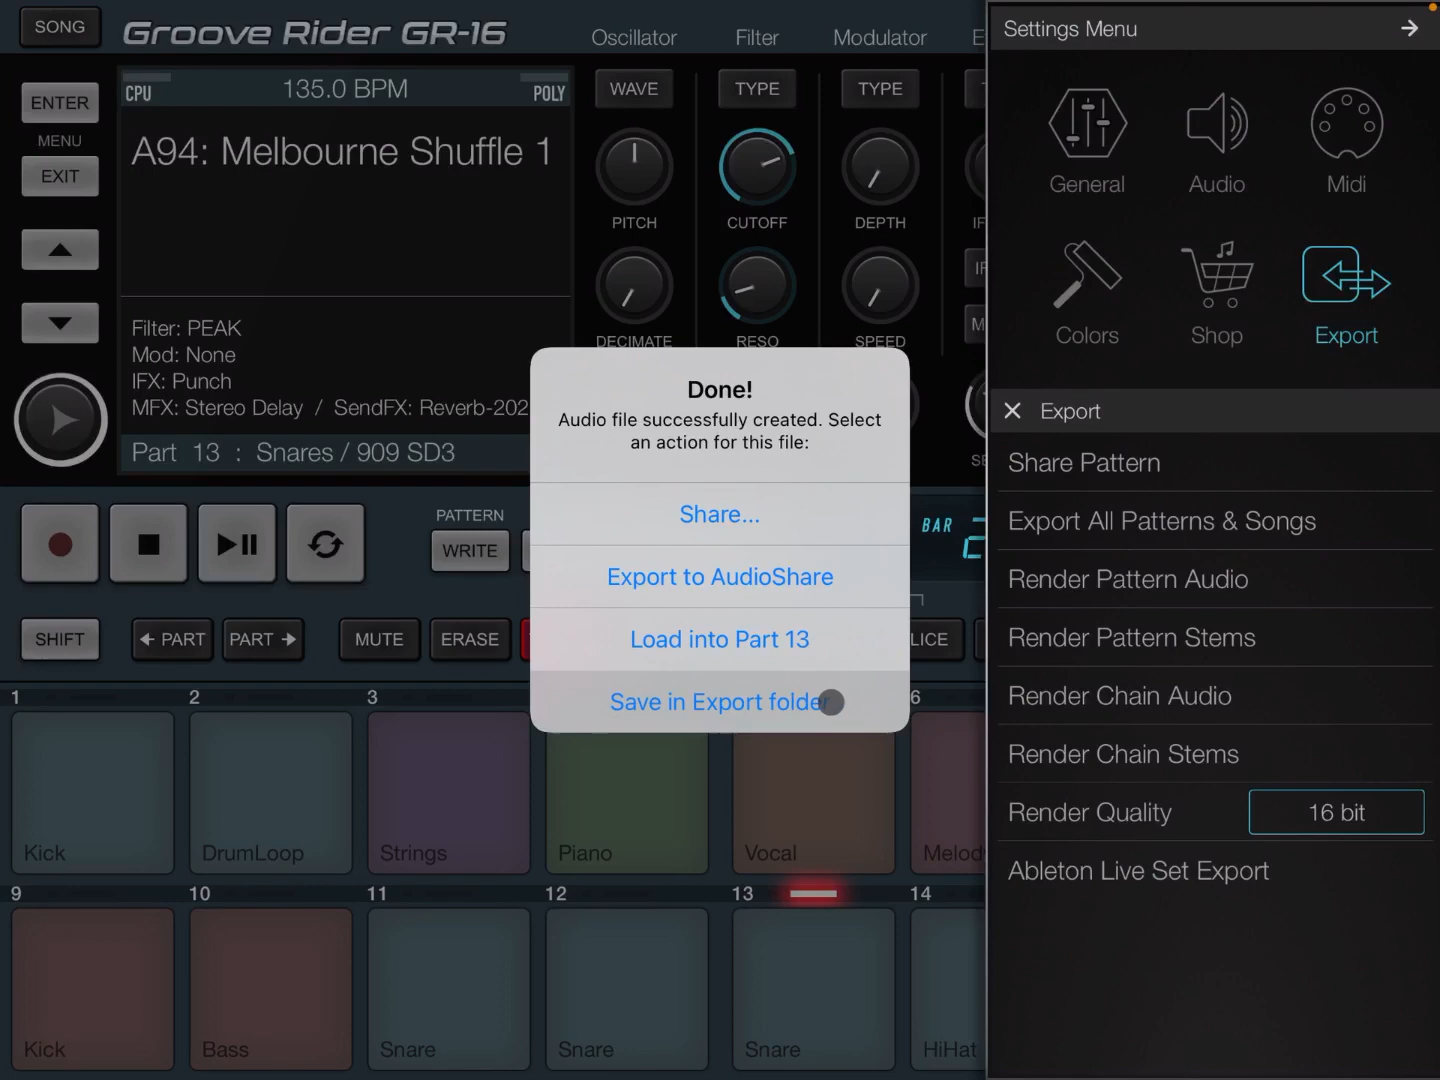 SONG
Groove Rider GR-16
Oscillator
Filter
Modulator
E
Settings Menu
ENTER
MENU
EXIT
CPU
135.0 BPM
POLY
A94: Melbourne Shuffle 1
Filter: PEAK
Mod: None
IFX: Punch
MFX: Stereo Delay / SendFX: Reverb-202
Part 13 : Snares / 909 SD3
WAVE
TYPE
TYPE
PITCH
CUTOFF
DEPTH
IF
DECIMATE
RESO
SPEED
IF
M
SE
General
Audio
Midi
Colors
Shop
Export
Export
Share Pattern
Export All Patterns & Songs
Render Pattern Audio
Render Pattern Stems
Render Chain Audio
Render Chain Stems
Render Quality
16 bit
Ableton Live Set Export
Done!
Audio file successfully created. Select
an action for this file:
Share...
Export to AudioShare
Load into Part 13
Save in Export folder
PATTERN
WRITE
BAR
2
SHIFT
PART
PART
MUTE
ERASE
LICE
1
2
3
6
Kick
DrumLoop
Strings
Piano
Vocal
Melod
9
10
11
12
13
14
Kick
Bass
Snare
Snare
Snare
HiHat